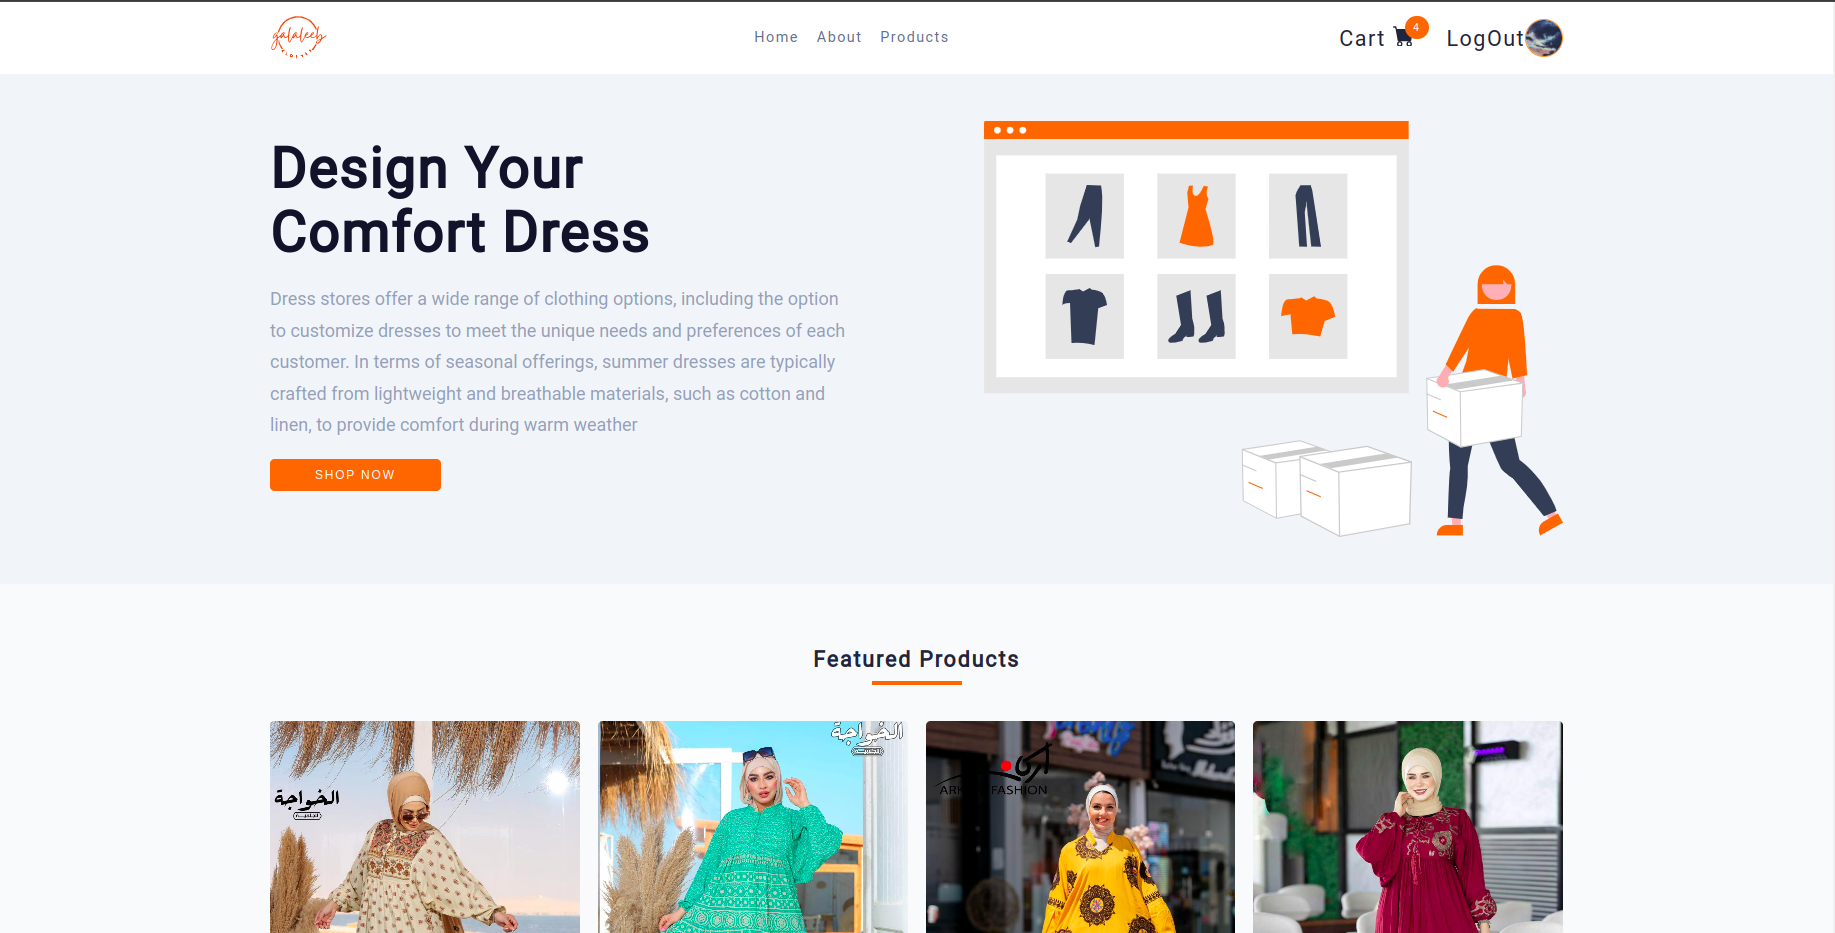 galaleeb
Home About Products
Cart 4 LogOut
Design Your
Comfort Dress
Dress stores offer a wide range of clothing options, including the option
to customize dresses to meet the unique needs and preferences of each
customer. In terms of seasonal offerings, summer dresses are typically
crafted from lightweight and breathable materials, such as cotton and
linen, to provide comfort during warm weather
SHOP NOW
Featured Products
الخواجة
الخواجة
FASHION